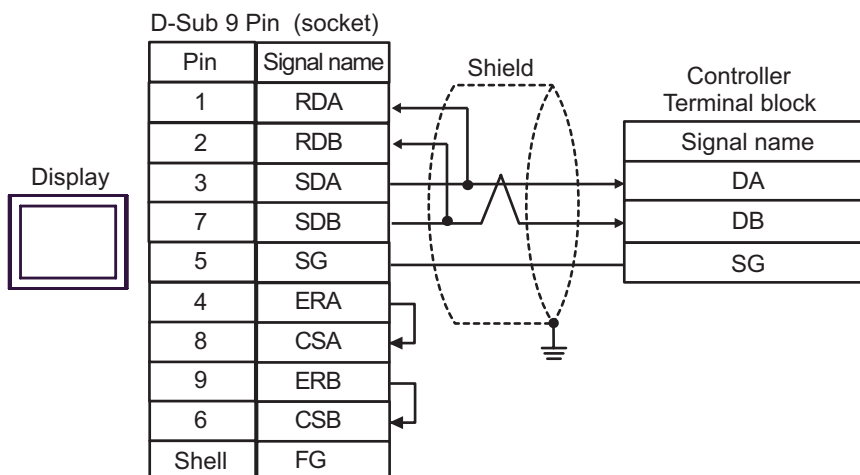 D-Sub 9 Pin (socket)
Pin Signal name
1 RDA
2 RDB
3 SDA
7 SDB
5 SG
4 ERA
8 CSA
9 ERB
6 CSB
Shell FG
Display
Shield
Controller
Terminal block
Signal name
DA
DB
SG